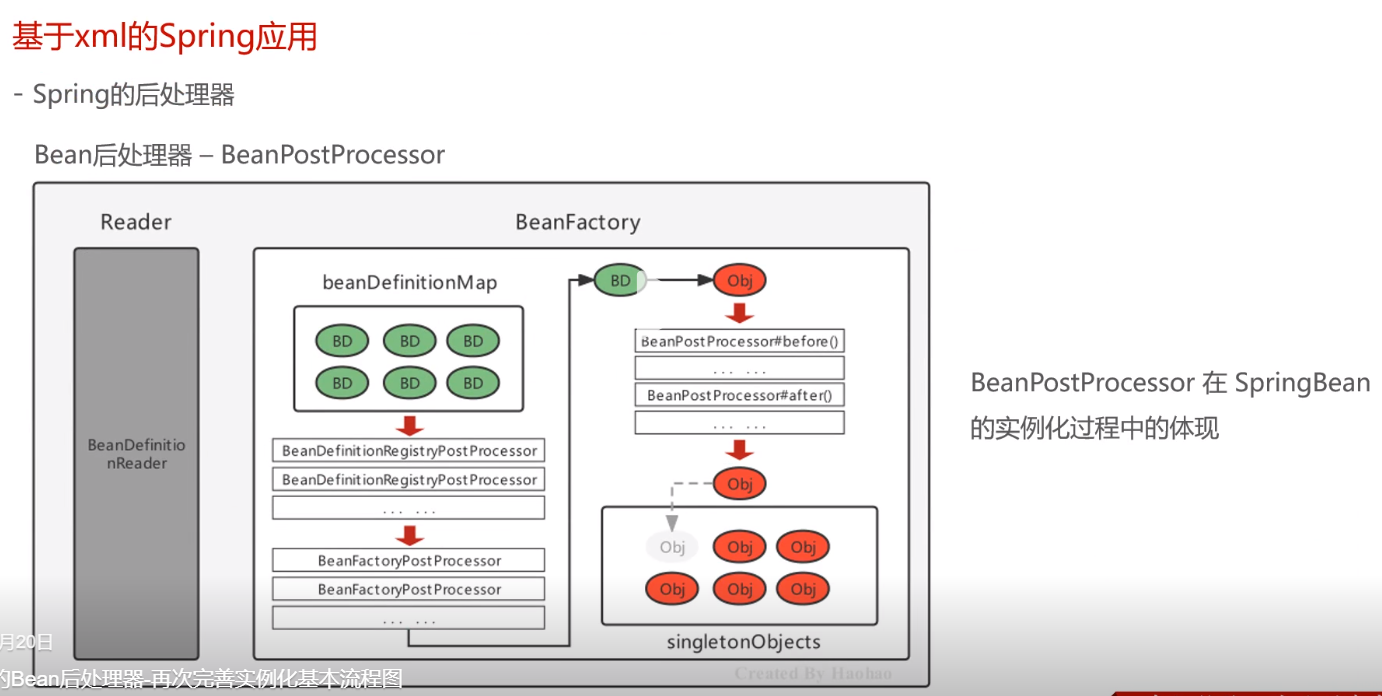 基于xml的Spring应用
- Spring的后处理器
Bean后处理器 – BeanPostProcessor
Reader
BeanDefinitio
nReader
BeanFactory
beanDefinitionMap
BD BD BD
BD BD BD
BeanDefinitionRegistryPostProcessor
BeanDefinitionRegistryPostProcessor
... ...
BeanFactoryPostProcessor
BeanFactoryPostProcessor
... ...
BD Obj
BeanPostProcessor#before()
... ...
BeanPostProcessor#after()
... ...
Obj
Obj Obj Obj
Obj Obj Obj
singletonObjects
Created By Haohao
BeanPostProcessor 在 SpringBean
的实例化过程中的体现
月20日
的Bean后处理器-再次完善实例化基本流程图